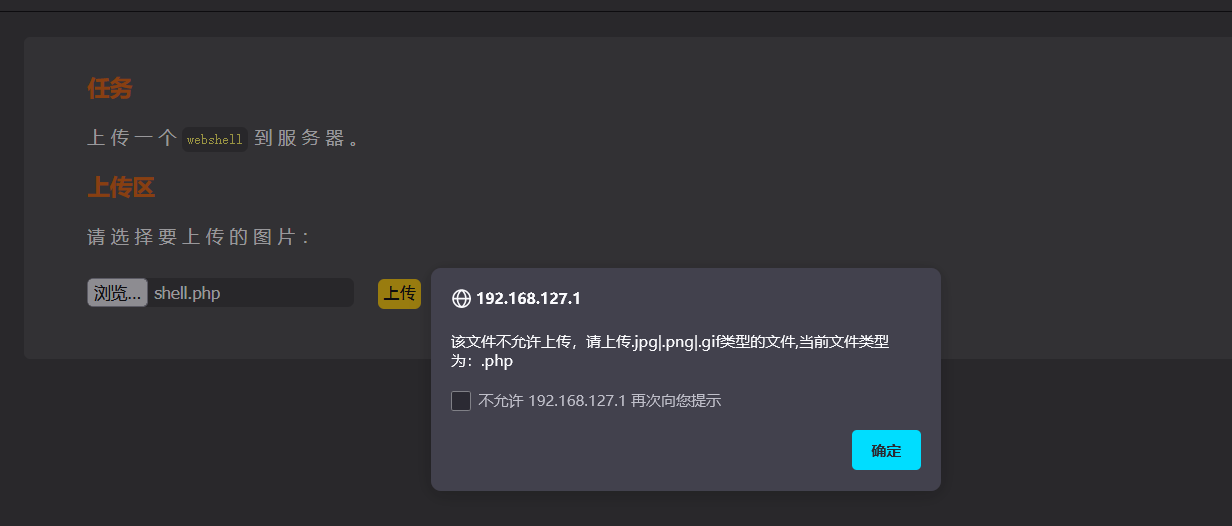 任务
上传一个 webshell 到服务器。
上传区
请选择要上传的图片：
浏览... shell.php 上传
192.168.127.1
该文件不允许上传，请上传.jpg|.png|.gif类型的文件,当前文件类型
为：.php
不允许 192.168.127.1 再次向您提示
确定